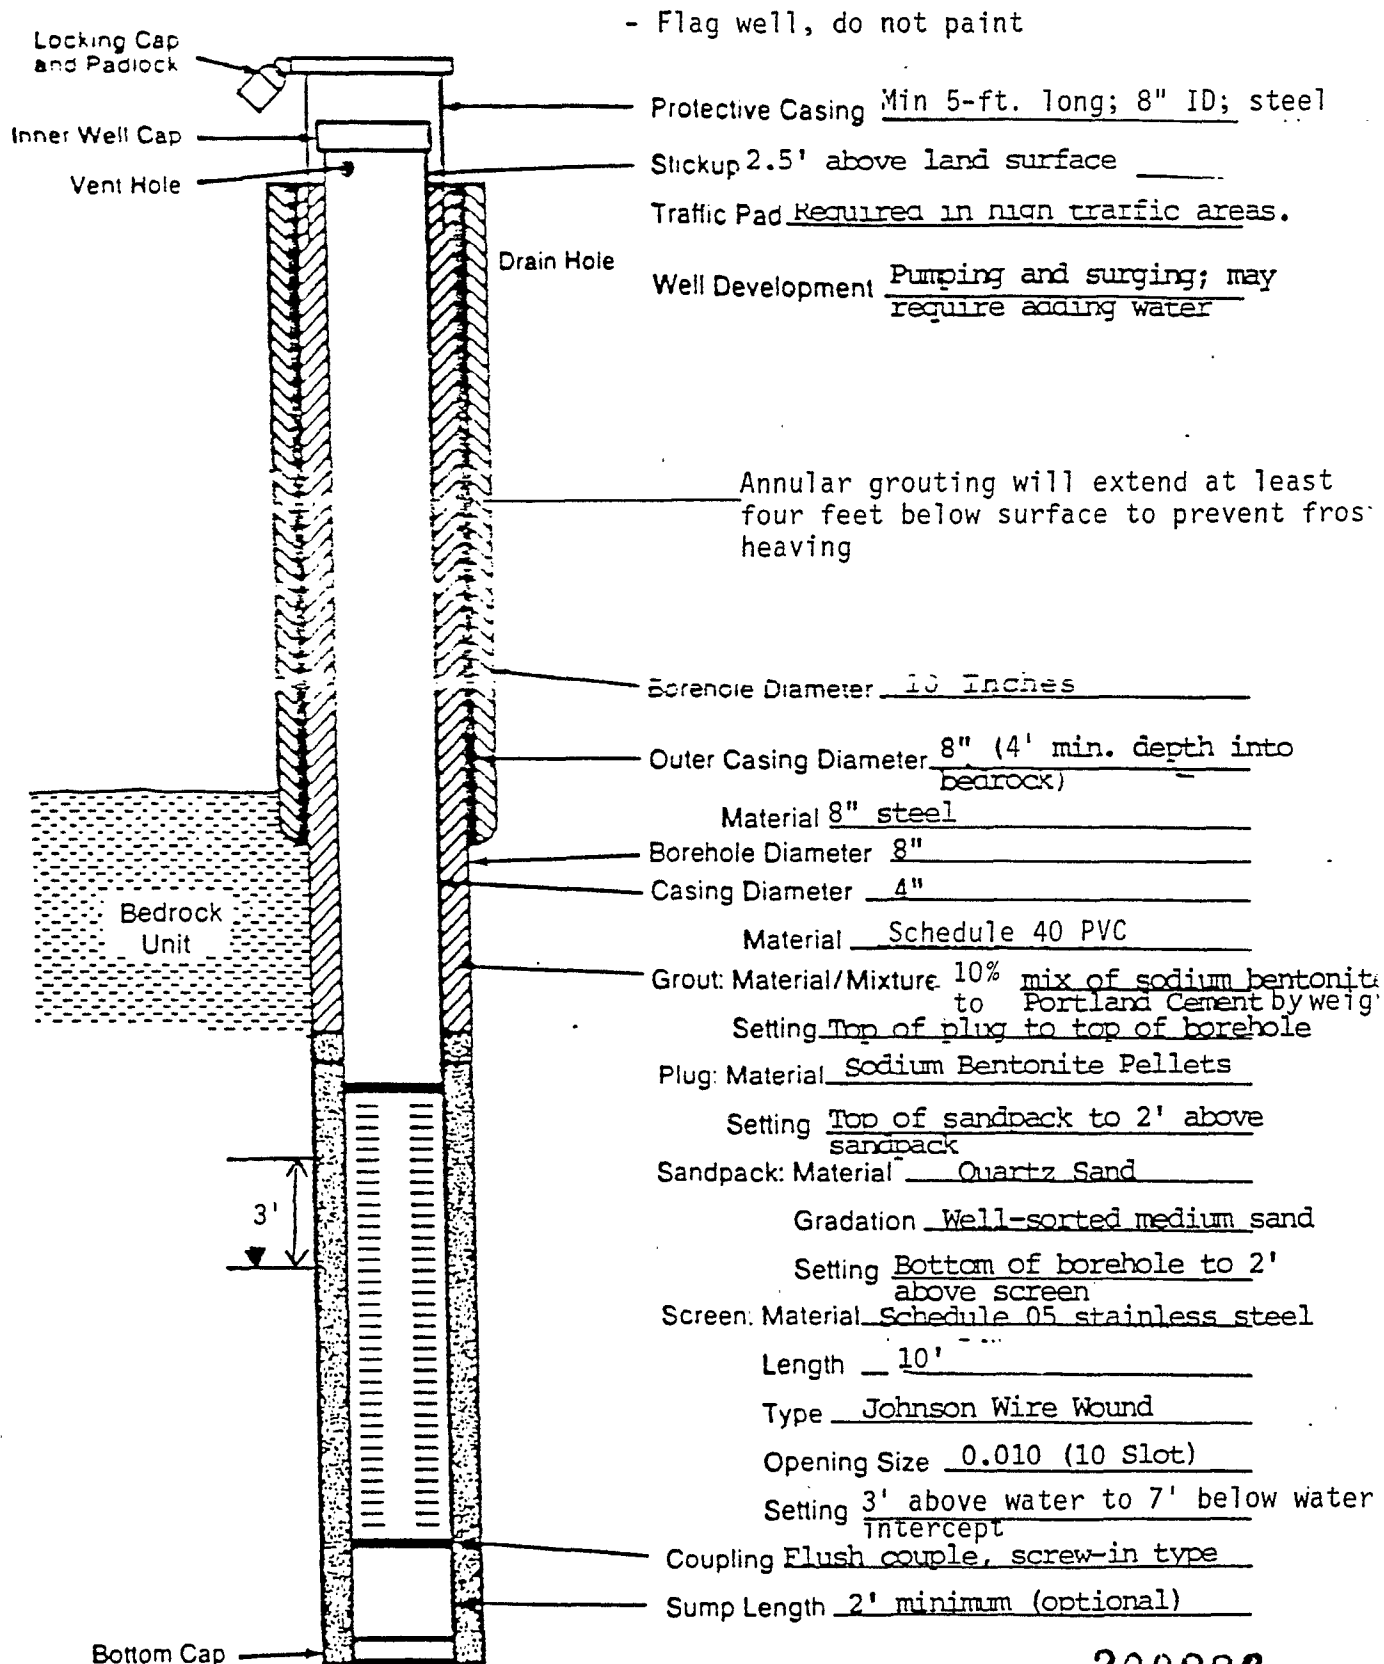 - Flag well, do not paint
Locking Cap
and Padlock
Protective Casing Min 5-ft. long; 8" ID; steel
Inner Well Cap
Stickup 2.5' above land surface
Vent Hole
Traffic Pad Required in high traffic areas.
Drain Hole
Well Development Pumping and surging; may
require adding water
Annular grouting will extend at least
four feet below surface to prevent fros
heaving
Borehole Diameter Inches
Outer Casing Diameter 8" (4' min. depth into
bedrock)
Material 8" steel
Borehole Diameter 8"
Casing Diameter 4"
Bedrock
Unit
Material Schedule 40 PVC
Grout: Material/Mixture 10% mix of sodium bentonit
to Portland Cement by weig
Setting Top of plug to top of borehole
Plug: Material Sodium Bentonite Pellets
Setting Top of sandpack to 2' above
sandpack
Sandpack: Material Quartz Sand
3'
Gradation Well-sorted medium sand
Setting Bottom of borehole to 2'
above screen
Screen: Material Schedule 05 stainless steel
Length 10'
Type Johnson Wire Wound
Opening Size 0.010 (10 Slot)
Setting 3' above water to 7' below water
intercept
Coupling Flush couple, screw-in type
Sump Length 2' minimum (optional)
Bottom Cap